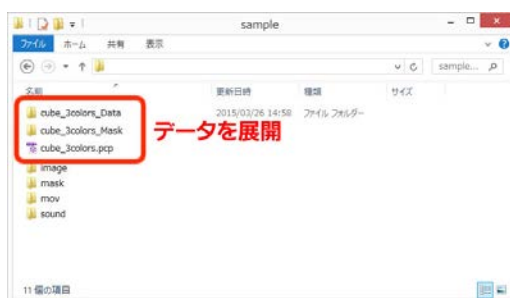 sample
ファイル ホーム 共有 表示
sample...
名前 更新日時 種類 サイズ
cube_3colors_Data 2015/03/26 14:58 ファイル フォルダー
cube_3colors_Mask
cube_3colors.pcp
データを展開
image
mask
mov
sound
11 個の項目